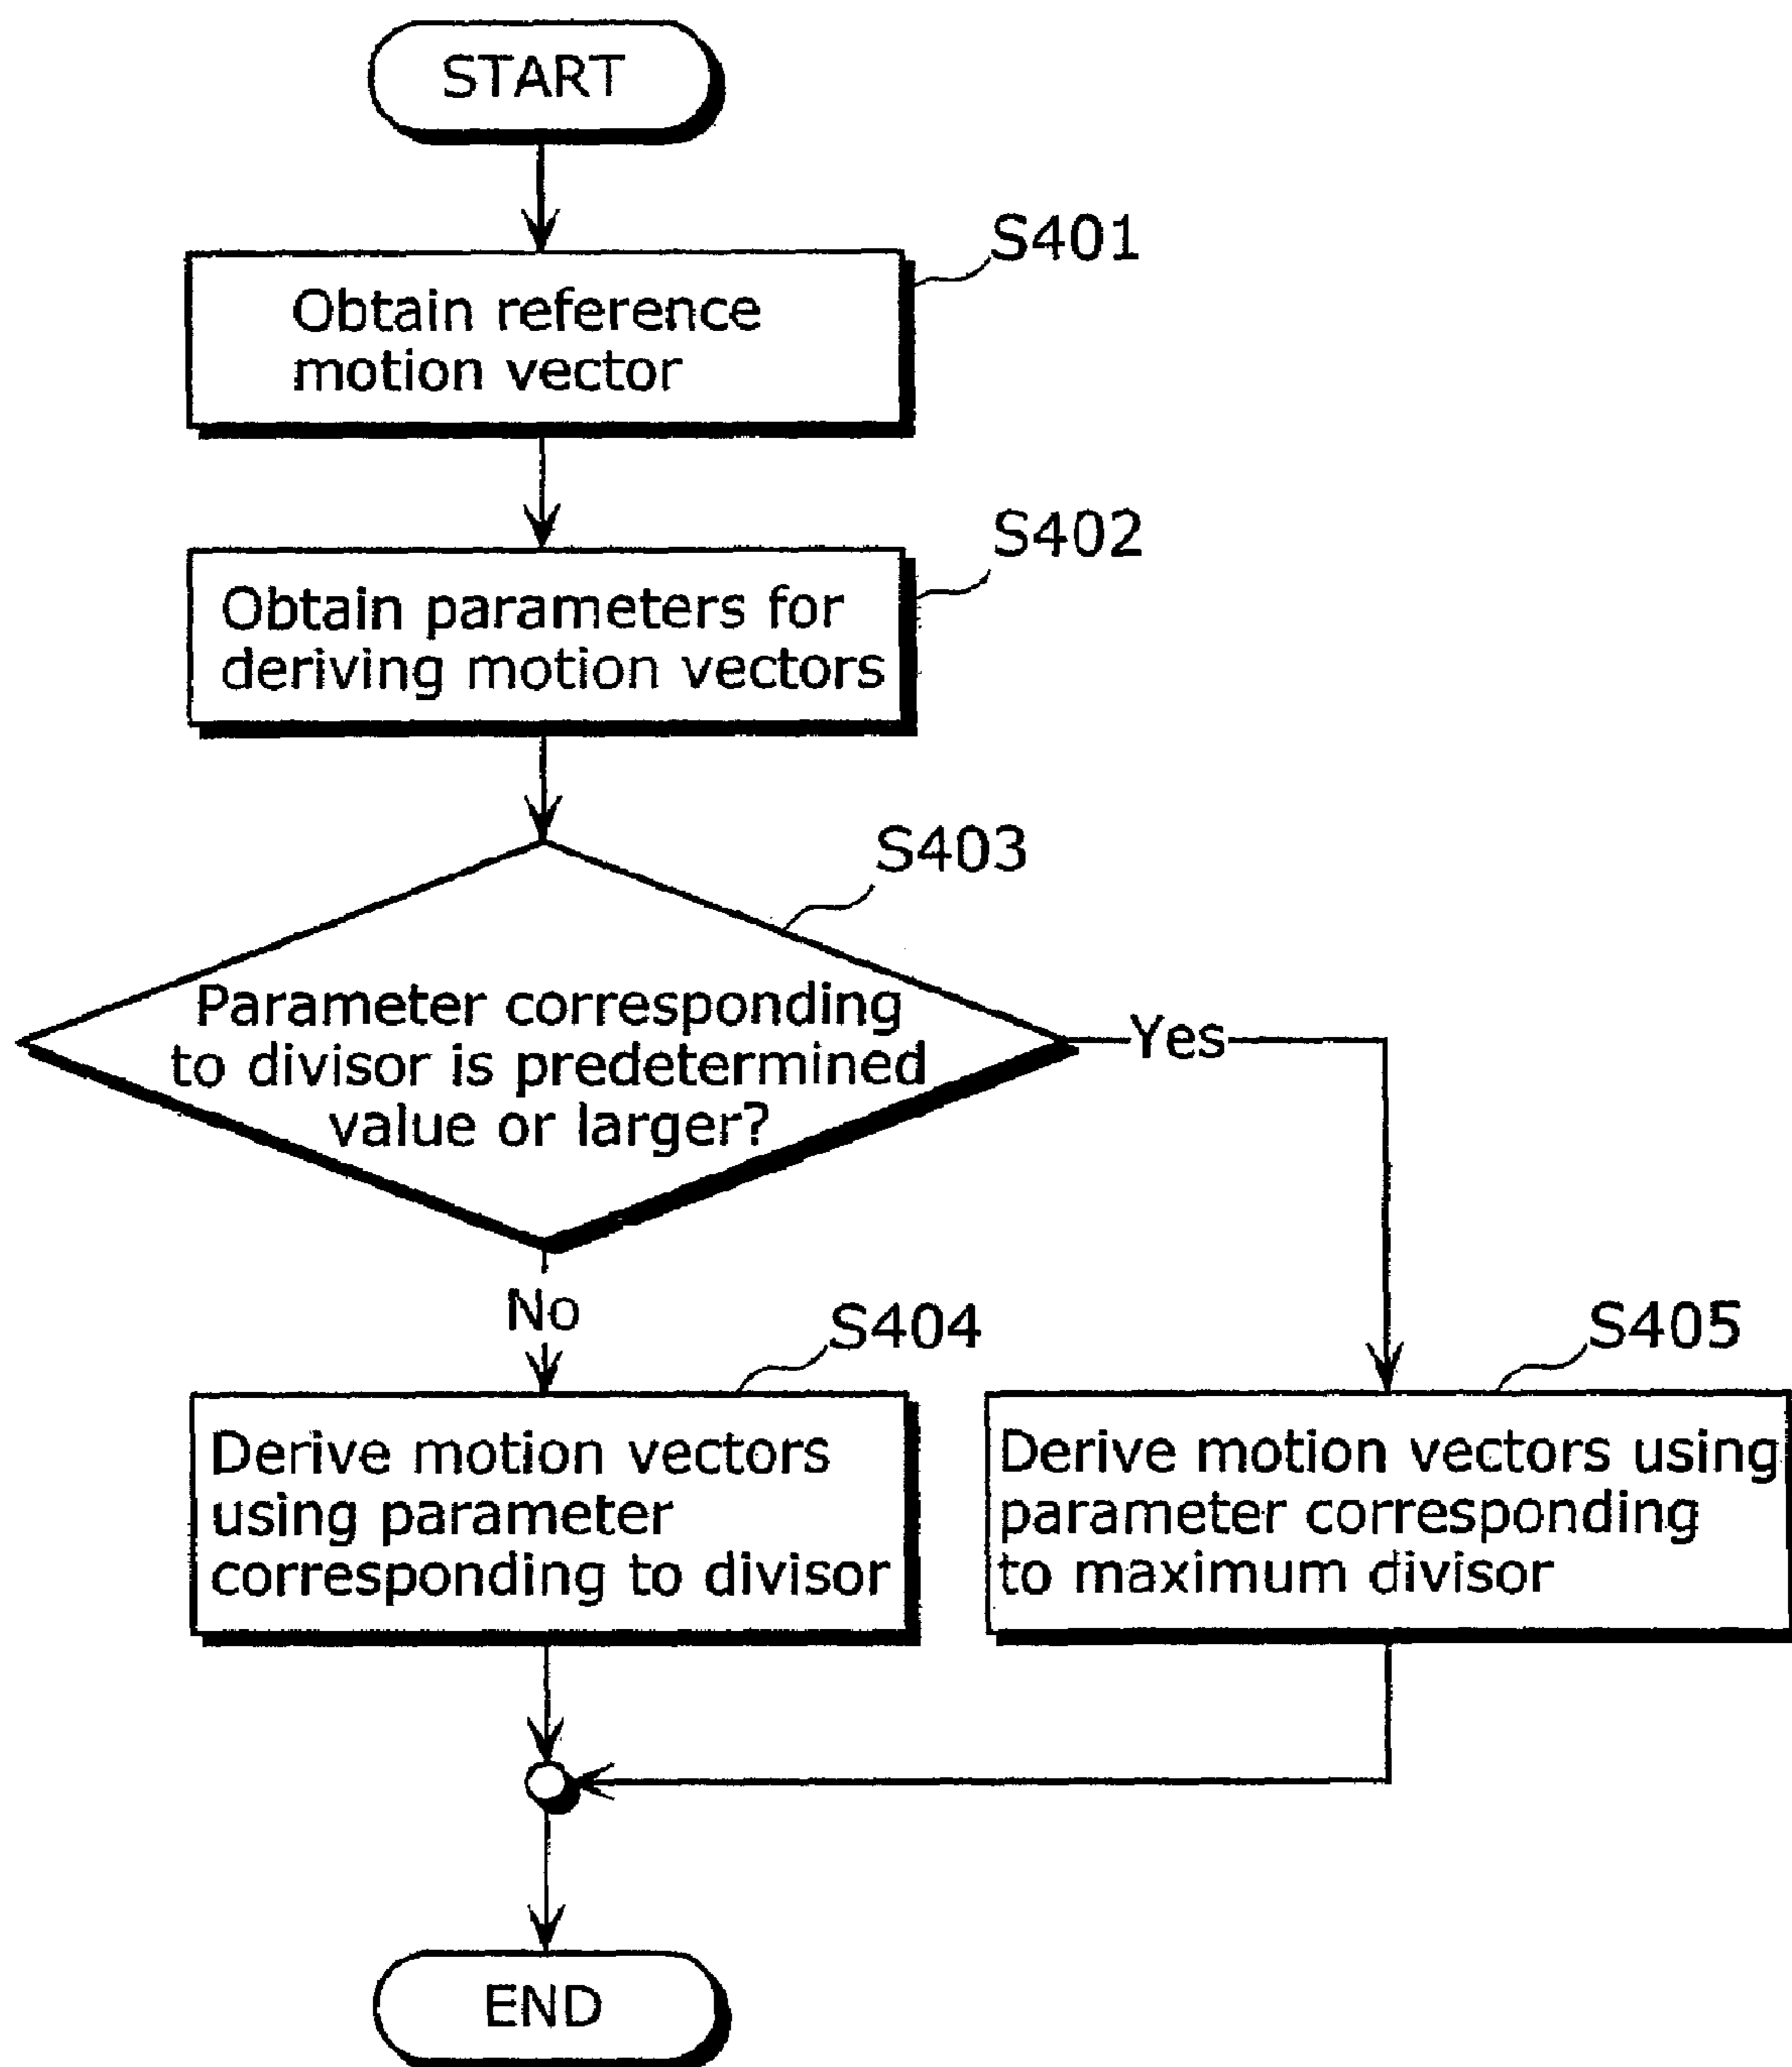 START
S401
Obtain reference
motion vector
S402
Obtain parameters for
deriving motion vectors
S403
Parameter corresponding
to divisor is predetermined
value or larger?
Yes
No
S404
Derive motion vectors
using parameter
corresponding to divisor
S405
Derive motion vectors using
parameter corresponding
to maximum divisor
END